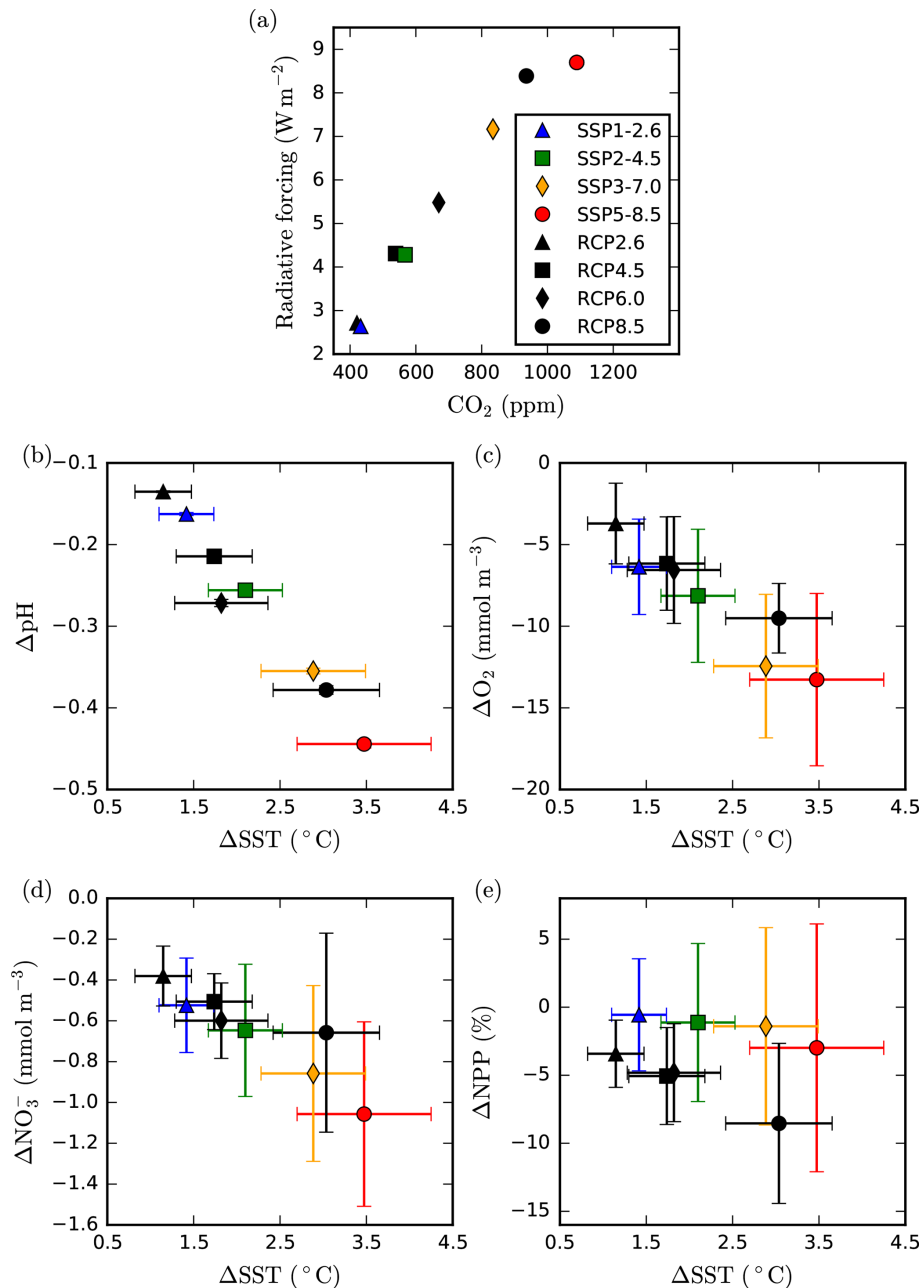 (a)
Radiative forcing (W m⁻²)
9
8
7
6
5
4
3
2
400 600 800 1000 1200
CO₂ (ppm)
SSP1-2.6
SSP2-4.5
SSP3-7.0
SSP5-8.5
RCP2.6
RCP4.5
RCP6.0
RCP8.5
(b)
ΔpH
−0.1
−0.2
−0.3
−0.4
−0.5
0.5 1.5 2.5 3.5 4.5
ΔSST (°C)
(c)
ΔO₂ (mmol m⁻³)
0
−5
−10
−15
−20
0.5 1.5 2.5 3.5 4.5
ΔSST (°C)
(d)
ΔNO₃⁻ (mmol m⁻³)
0.0
−0.2
−0.4
−0.6
−0.8
−1.0
−1.2
−1.4
−1.6
0.5 1.5 2.5 3.5 4.5
ΔSST (°C)
(e)
ΔNPP (%)
5
0
−5
−10
−15
0.5 1.5 2.5 3.5 4.5
ΔSST (°C)